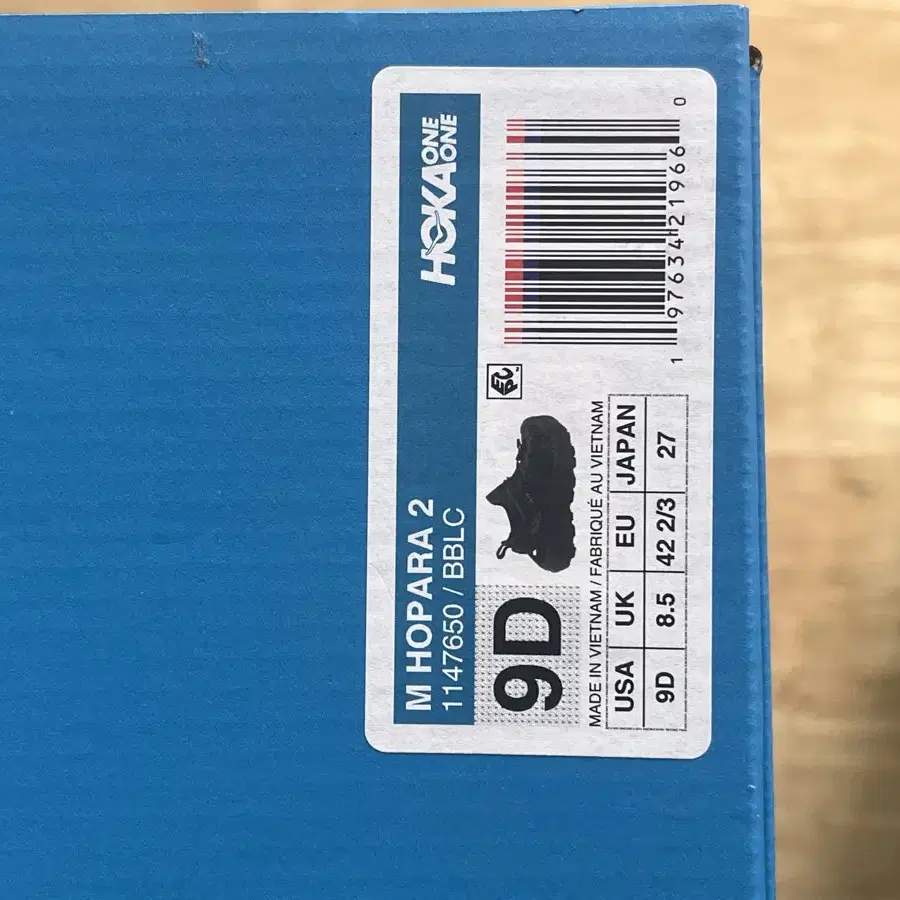 HOKA ONE ONE
M HOPARA 2
1147650 / BBLC
9D
MADE IN VIETNAM / FABRIQUÉ AU VIETNAM
USA UK EU JAPAN
9D 8.5 42 2/3 27
1 97634 21966 0